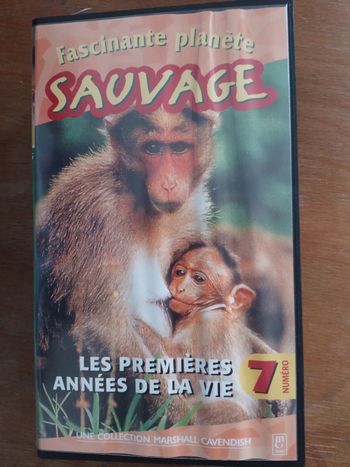 Fascinante planète
SAUVAGE
LES PREMIÈRES
ANNÉES DE LA VIE
7
NUMÉRO
UNE COLLECTION MARSHALL CAVENDISH